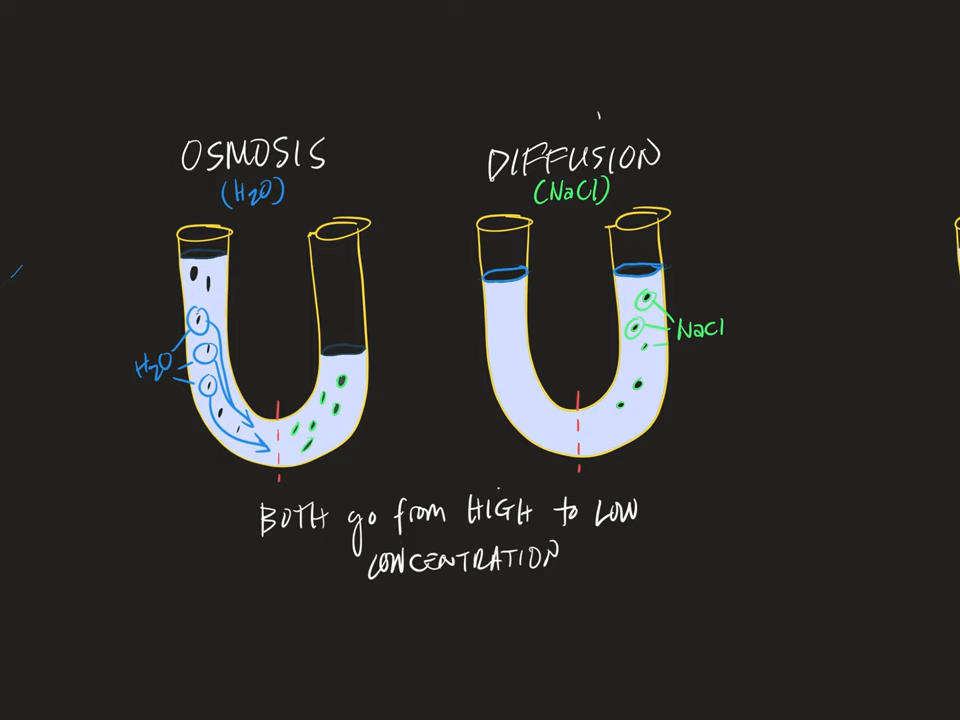 OSMOSIS
(H2O)
DIFFUSION
(NaCl)
H2O
NaCl
BOTH go from HIGH to LOW
CONCENTRATION